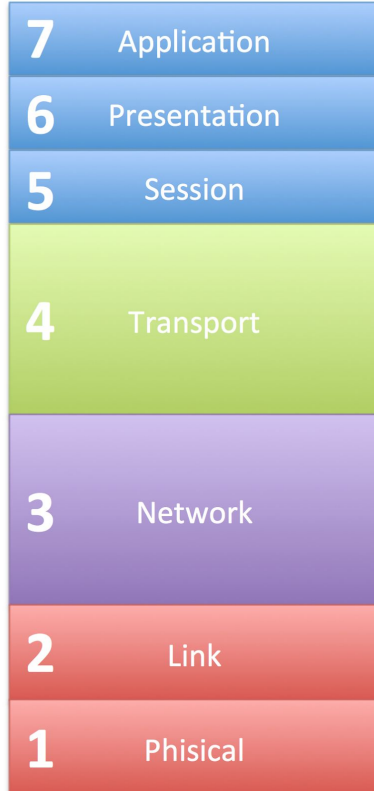 7 Application
6 Presentation
5 Session
4 Transport
3 Network
2 Link
1 Phisical